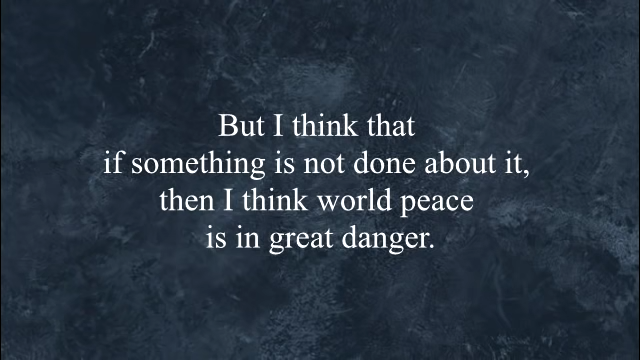 But I think that
if something is not done about it,
then I think world peace
is in great danger.